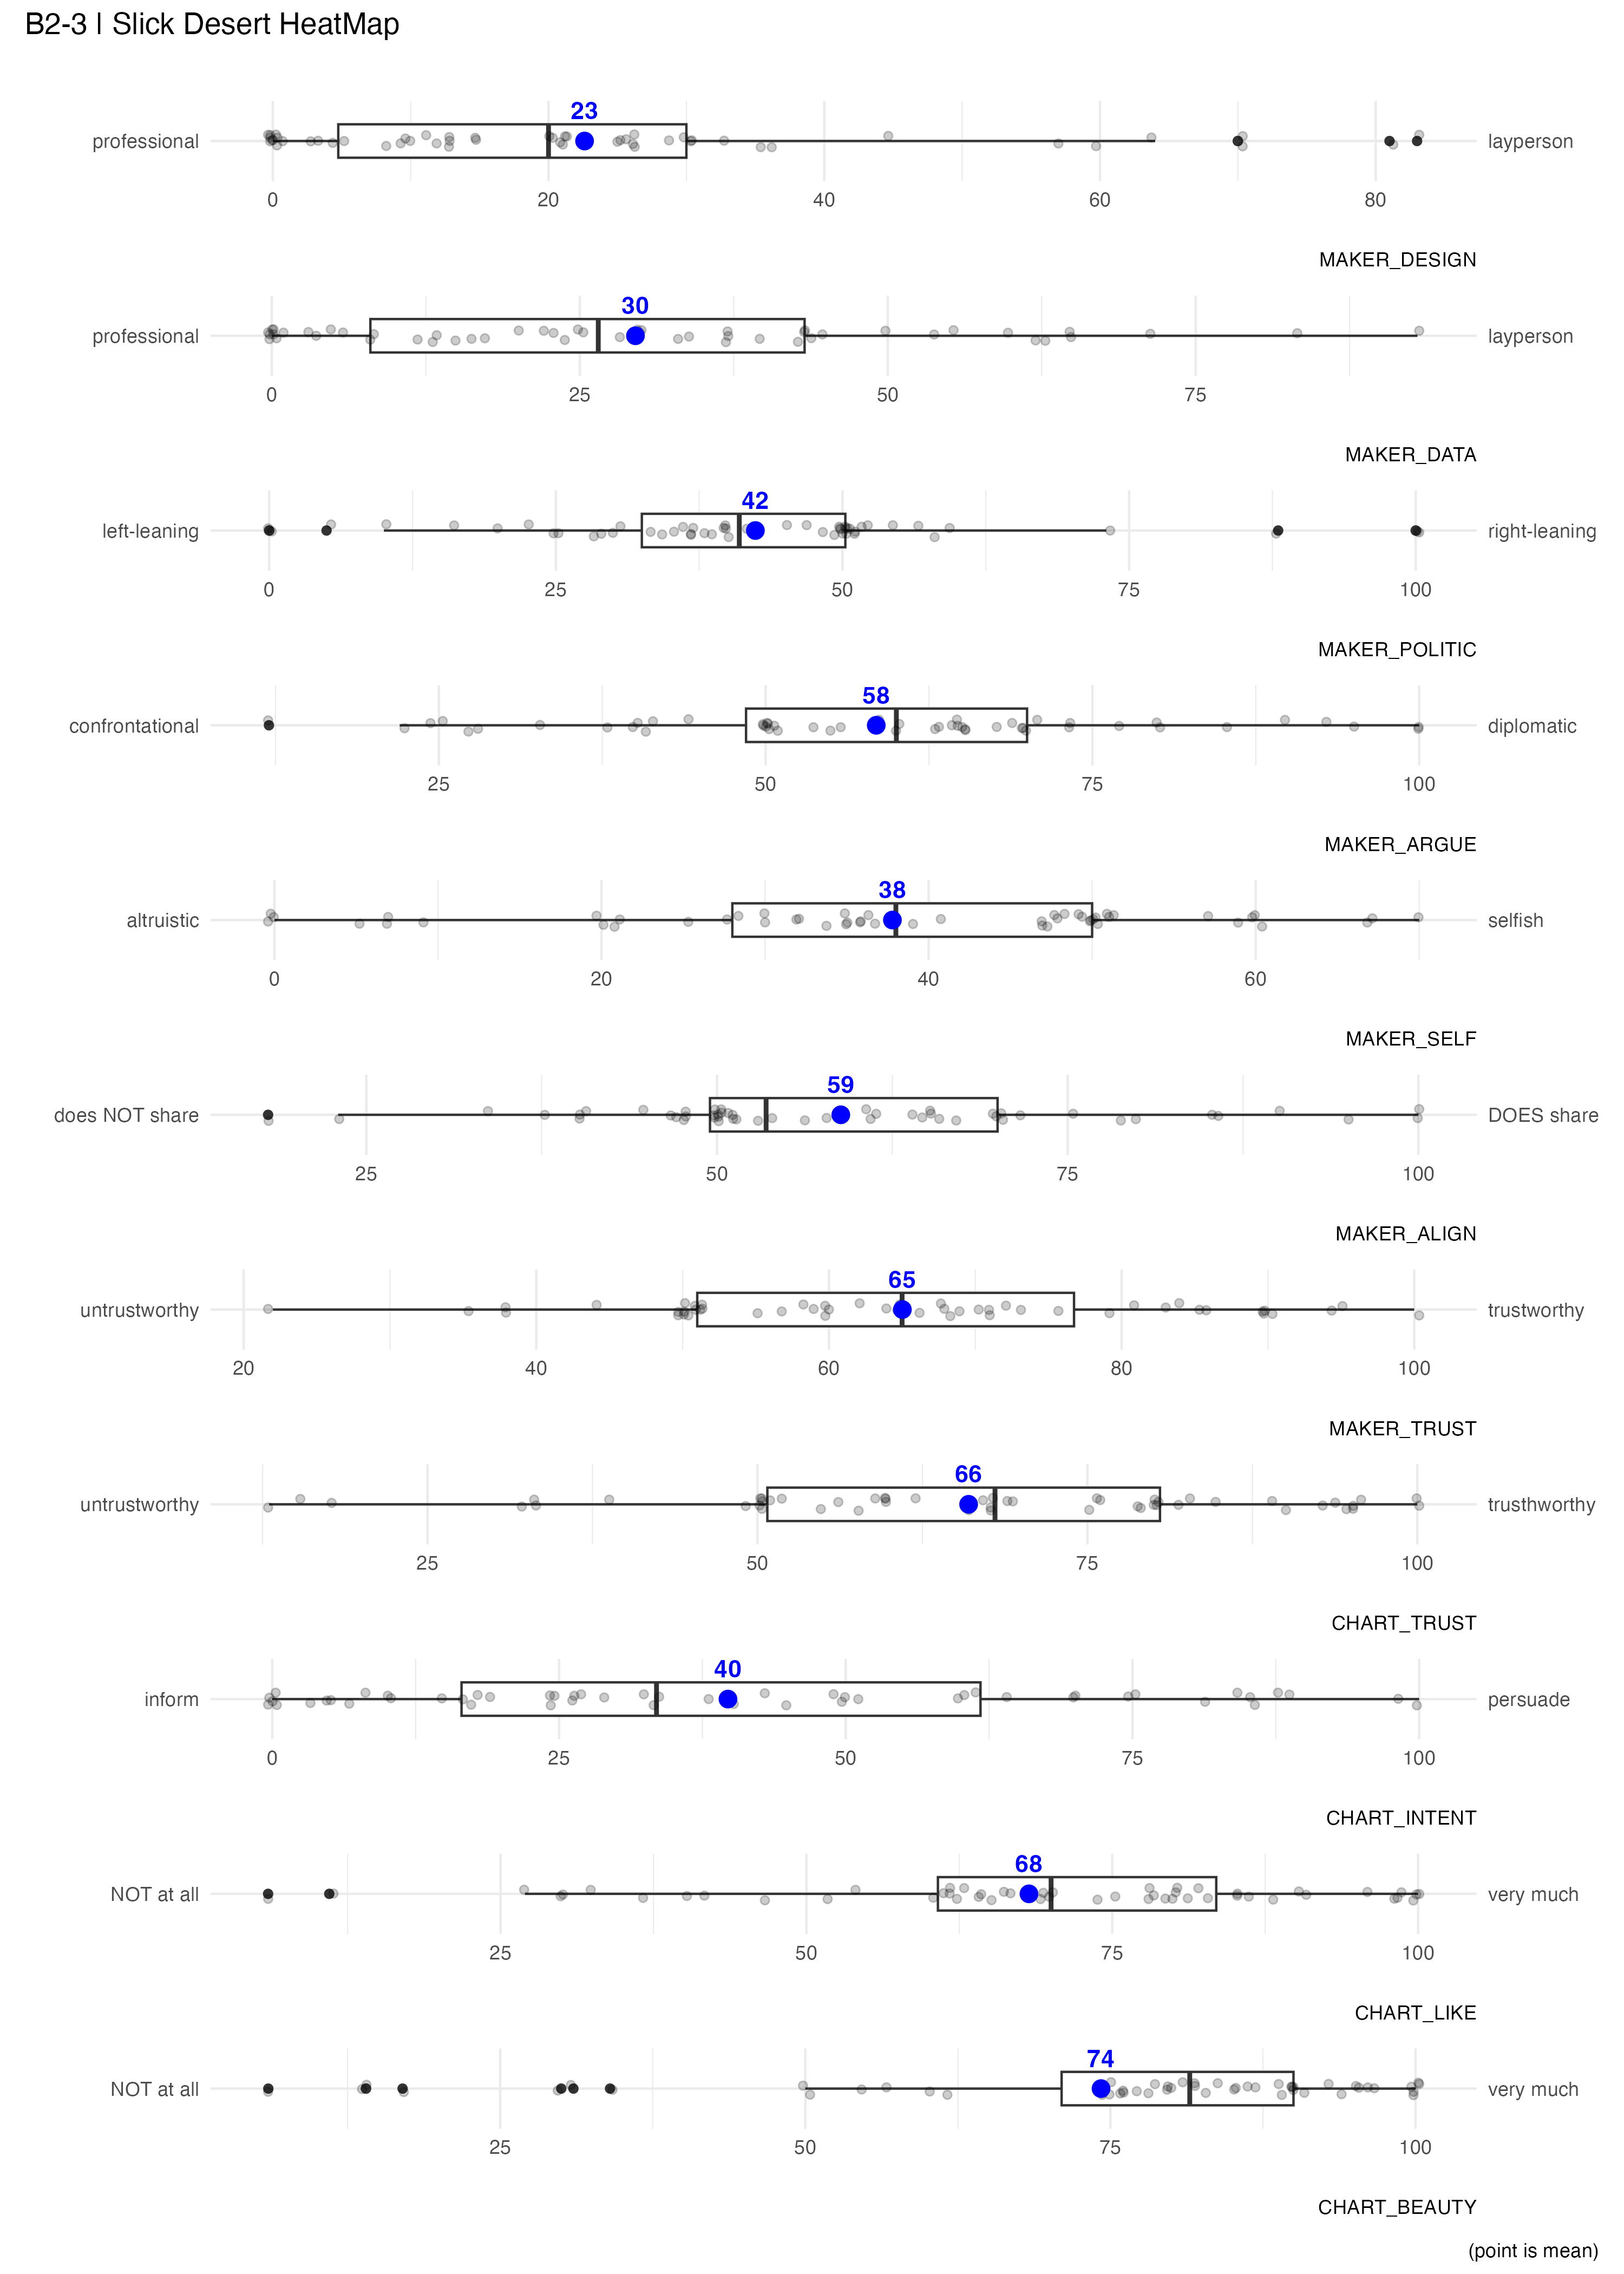 B2-3 | Slick Desert HeatMap
23
professional layperson
0 20 40 60 80
MAKER_DESIGN
30
professional layperson
0 25 50 75
MAKER_DATA
42
left-leaning right-leaning
0 25 50 75 100
MAKER_POLITIC
58
confrontational diplomatic
25 50 75 100
MAKER_ARGUE
38
altruistic selfish
0 20 40 60
MAKER_SELF
59
does NOT share DOES share
25 50 75 100
MAKER_ALIGN
65
untrustworthy trustworthy
20 40 60 80 100
MAKER_TRUST
66
untrustworthy trusthworthy
25 50 75 100
CHART_TRUST
40
inform persuade
0 25 50 75 100
CHART_INTENT
68
NOT at all very much
25 50 75 100
CHART_LIKE
74
NOT at all very much
25 50 75 100
CHART_BEAUTY
(point is mean)